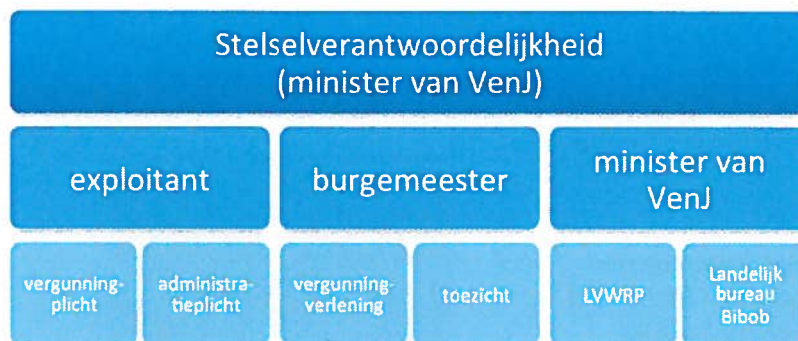 Stelselverantwoordelijkheid
(minister van VenJ)
exploitant
burgemeester
minister van
VenJ
vergunning-
plicht
administra-
tieplicht
vergunning-
verlening
toezicht
LVWRP
Landelijk
bureau
Bibob